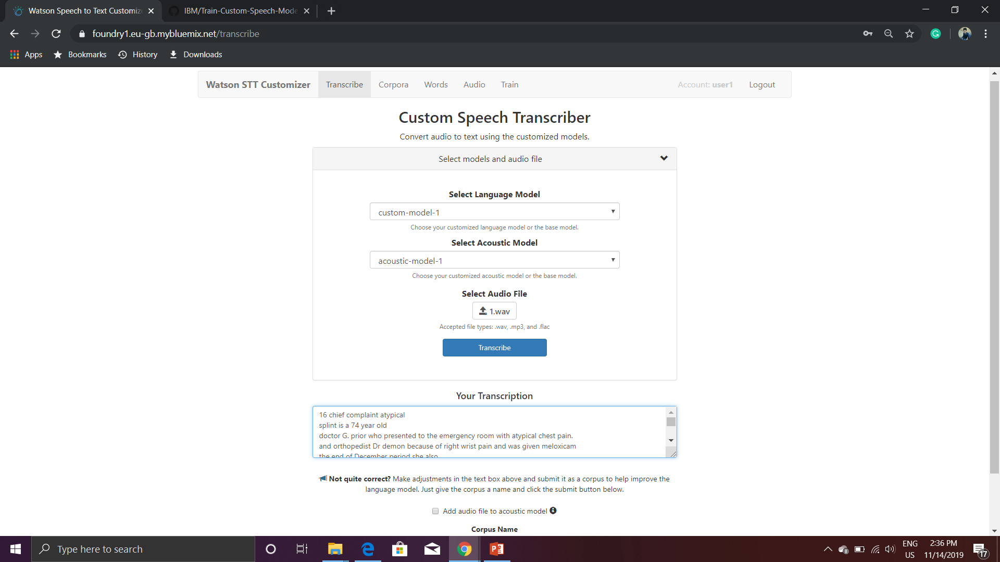 Watson Speech to Text Customiz
IBM/Train-Custom-Speech-Mode
foundry1.eu-gb.mybluemix.net/transcribe
Apps Bookmarks History Downloads
Watson STT Customizer Transcribe Corpora Words Audio Train Account: user1 Logout
Custom Speech Transcriber
Convert audio to text using the customized models.
Select models and audio file
Select Language Model
custom-model-1
Choose your customized language model or the base model.
Select Acoustic Model
acoustic-model-1
Choose your customized acoustic model or the base model.
Select Audio File
1.wav
Accepted file types: .wav, .mp3, and .flac
Transcribe
Your Transcription
16 chief complaint atypical
splint is a 74 year old
doctor G. prior who presented to the emergency room with atypical chest pain.
and orthopedist Dr demon because of right wrist pain and was given meloxicam
the end of December period she also
Not quite correct? Make adjustments in the text box above and submit it as a corpus to help improve the
language model. Just give the corpus a name and click the submit button below.
Add audio file to acoustic model
Corpus Name
Type here to search
ENG
US
2:36 PM
11/14/2019
17